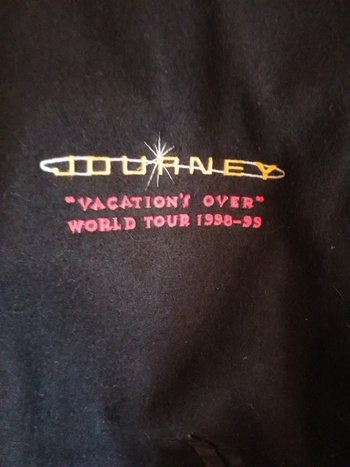 JOURNEY
"VACATION'S OVER"
WORLD TOUR 1998-99